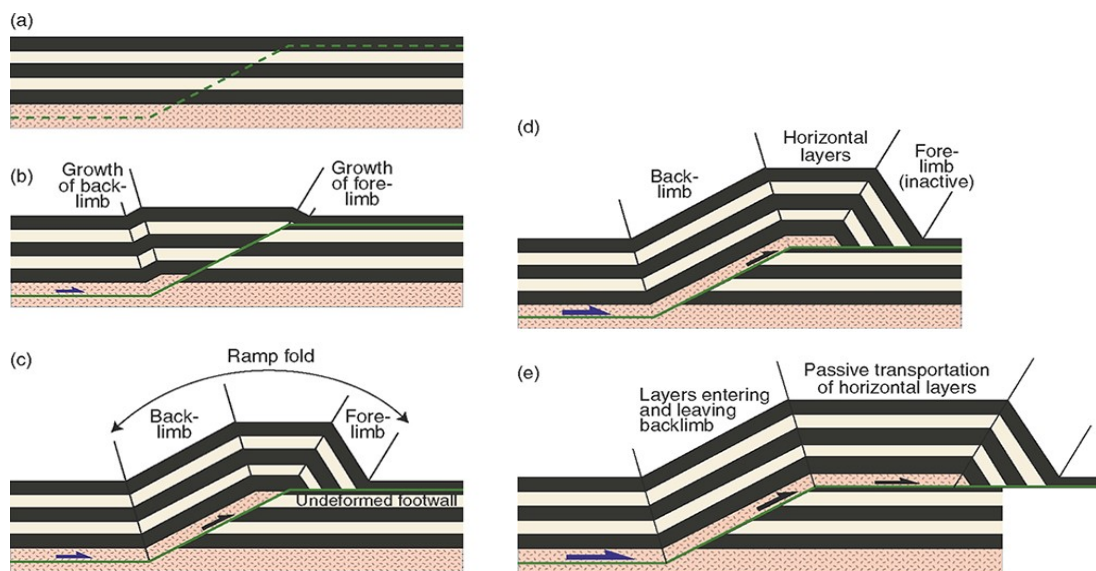 (a)
(b)
Growth
of back-
limb
Growth
of fore-
limb
(c)
Ramp fold
Back-
limb
Fore-
limb
Undeformed footwall
(d)
Back-
limb
Horizontal
layers
Fore-
limb
(inactive)
(e)
Layers entering
and leaving
backlimb
Passive transportation
of horizontal layers